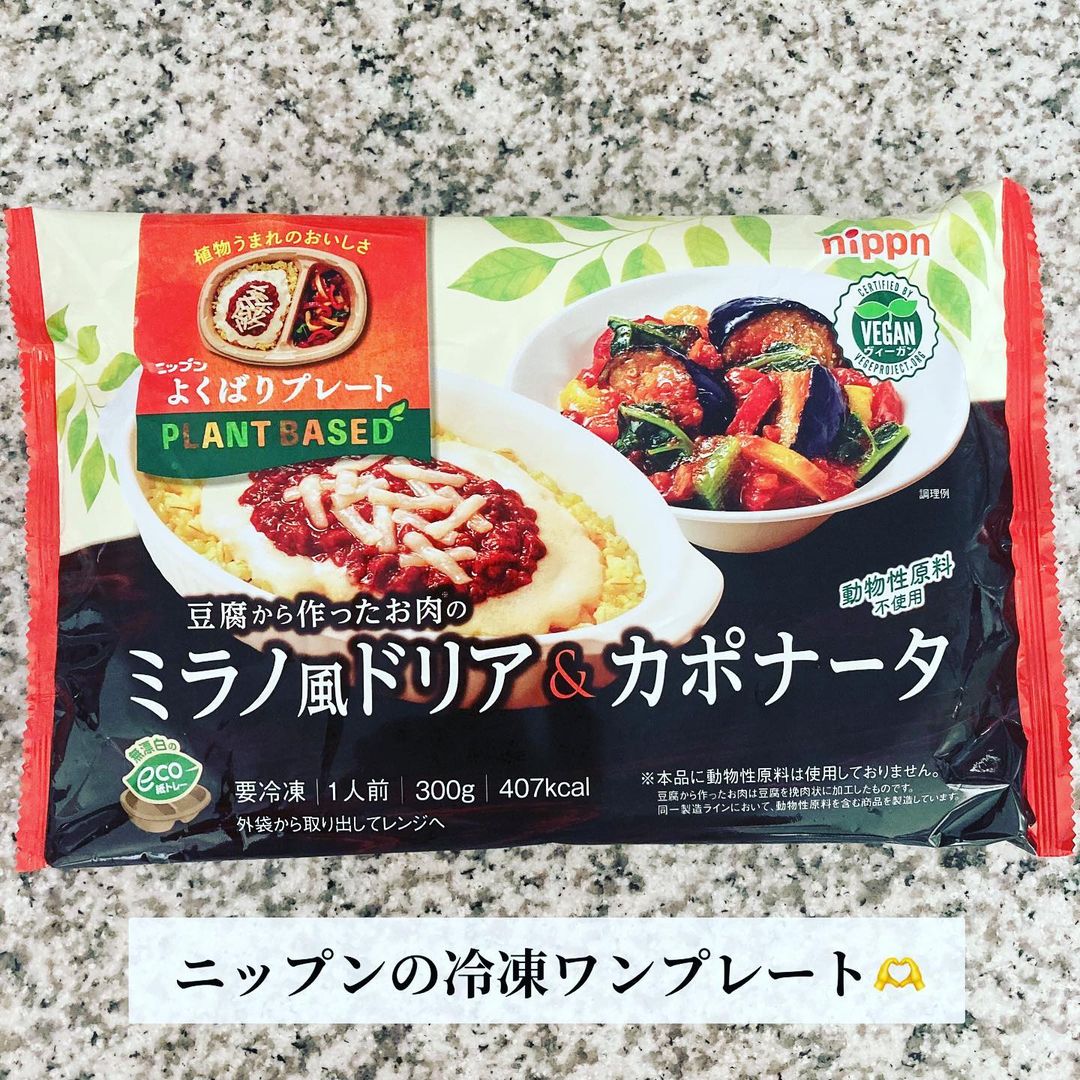 植物うまれのおいしさ
ニップン
よくばりプレート
PLANT BASED
nippn
CERTIFIED BY
VEGAN
ヴィーガン
VEGEPROJECT.ORG
調理例
動物性原料
不使用
豆腐から作ったお肉の※
ミラノ風ドリア&カポナータ
無漂白の
eco
紙トレー
要冷凍|1人前|300g|407kcal
外袋から取り出してレンジへ
※本品に動物性原料は使用しておりません。
豆腐から作ったお肉は豆腐を挽肉状に加工したものです。
同一製造ラインにおいて、動物性原料を含む商品を製造しています。
ニップンの冷凍ワンプレート🫶